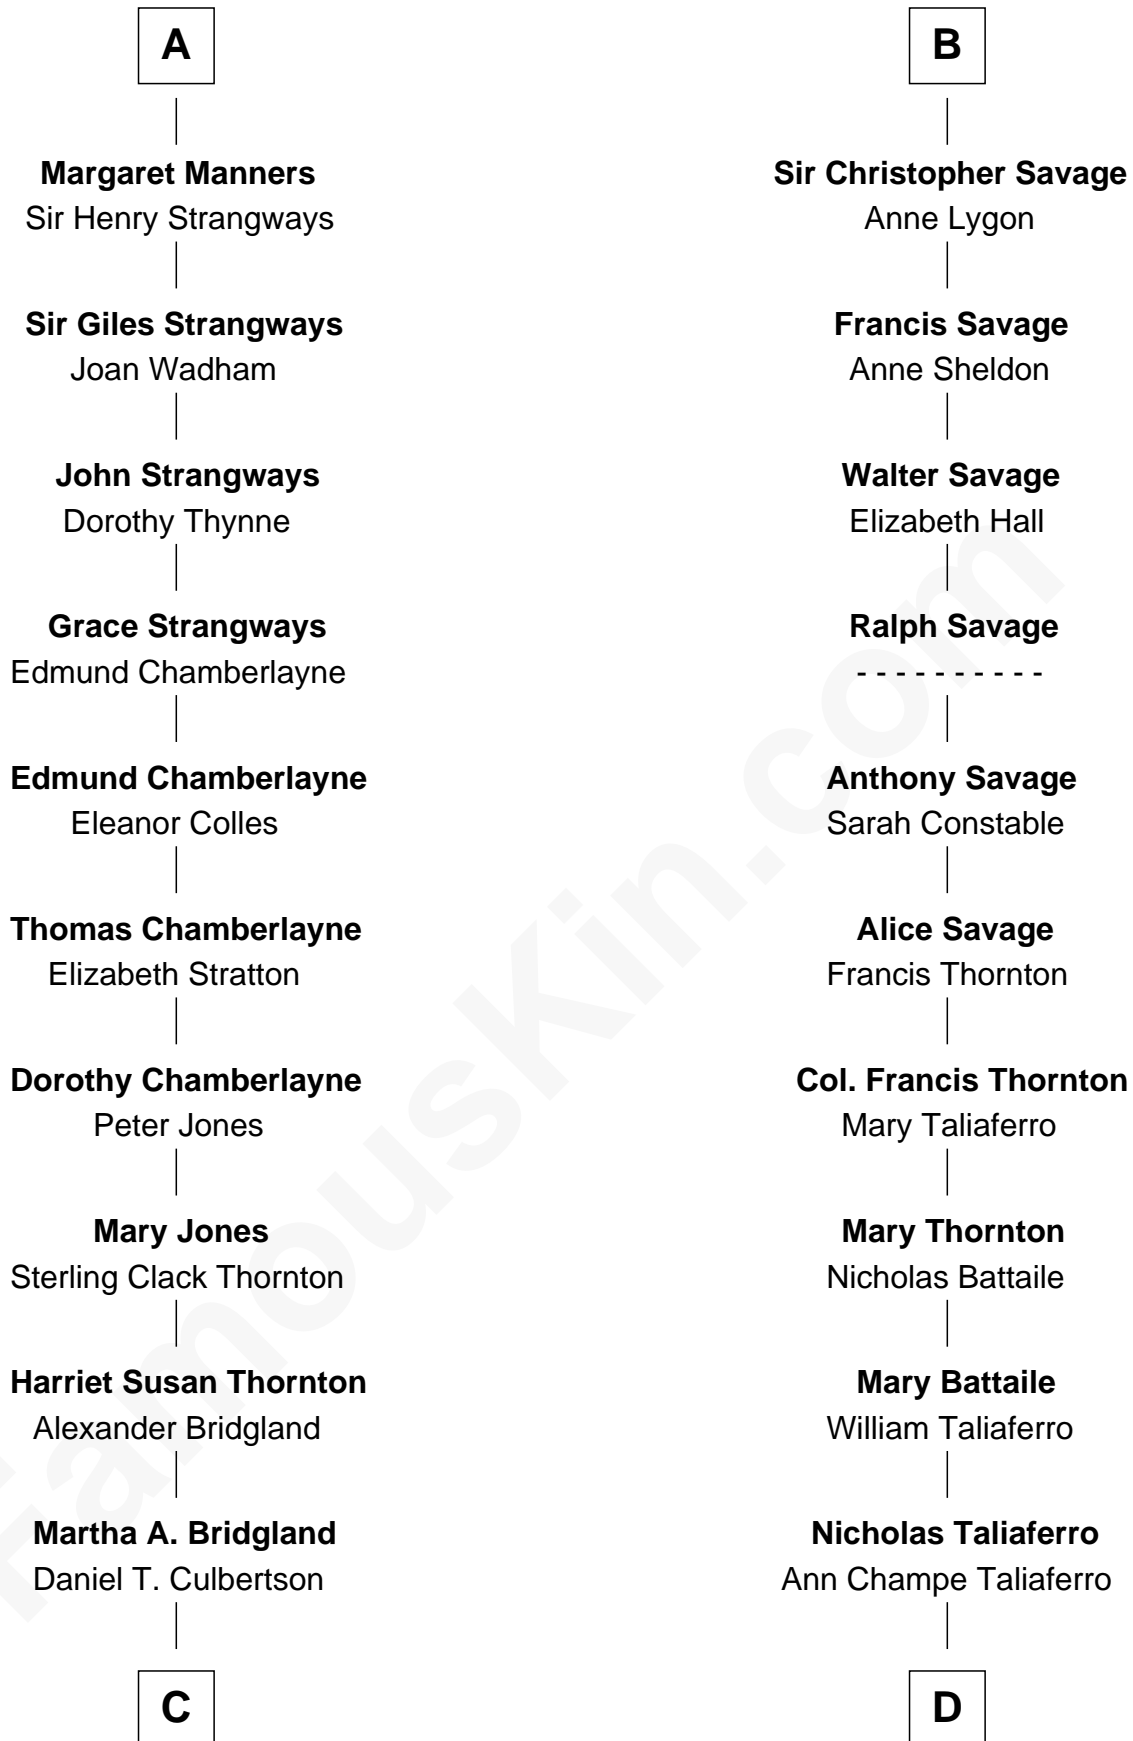 A
Margaret Manners
Sir Henry Strangways
Sir Giles Strangways
Joan Wadham
John Strangways
Dorothy Thynne
Grace Strangways
Edmund Chamberlayne
Edmund Chamberlayne
Eleanor Colles
Thomas Chamberlayne
Elizabeth Stratton
Dorothy Chamberlayne
Peter Jones
Mary Jones
Sterling Clack Thornton
Harriet Susan Thornton
Alexander Bridgland
Martha A. Bridgland
Daniel T. Culbertson
C
B
Sir Christopher Savage
Anne Lygon
Francis Savage
Anne Sheldon
Walter Savage
Elizabeth Hall
Ralph Savage
- - - - - - - - - -
Anthony Savage
Sarah Constable
Alice Savage
Francis Thornton
Col. Francis Thornton
Mary Taliaferro
Mary Thornton
Nicholas Battaile
Mary Battaile
William Taliaferro
Nicholas Taliaferro
Ann Champe Taliaferro
D
FamousKin.com